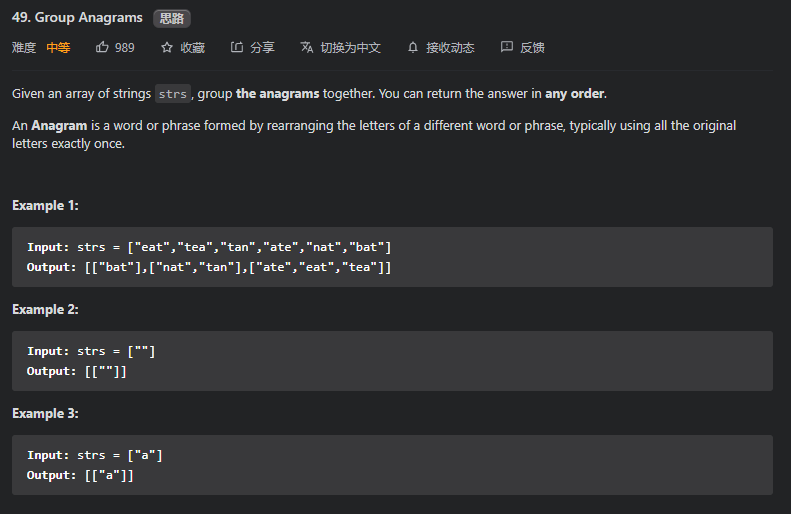 49. Group Anagrams 思路
难度 中等 989 收藏 分享 切换为中文 接收动态 反馈
Given an array of strings strs, group the anagrams together. You can return the answer in any order.
An Anagram is a word or phrase formed by rearranging the letters of a different word or phrase, typically using all the original
letters exactly once.
Example 1:
Input: strs = ["eat","tea","tan","ate","nat","bat"]
Output: [["bat"],["nat","tan"],["ate","eat","tea"]]
Example 2:
Input: strs = [""]
Output: [[""]]
Example 3:
Input: strs = ["a"]
Output: [["a"]]